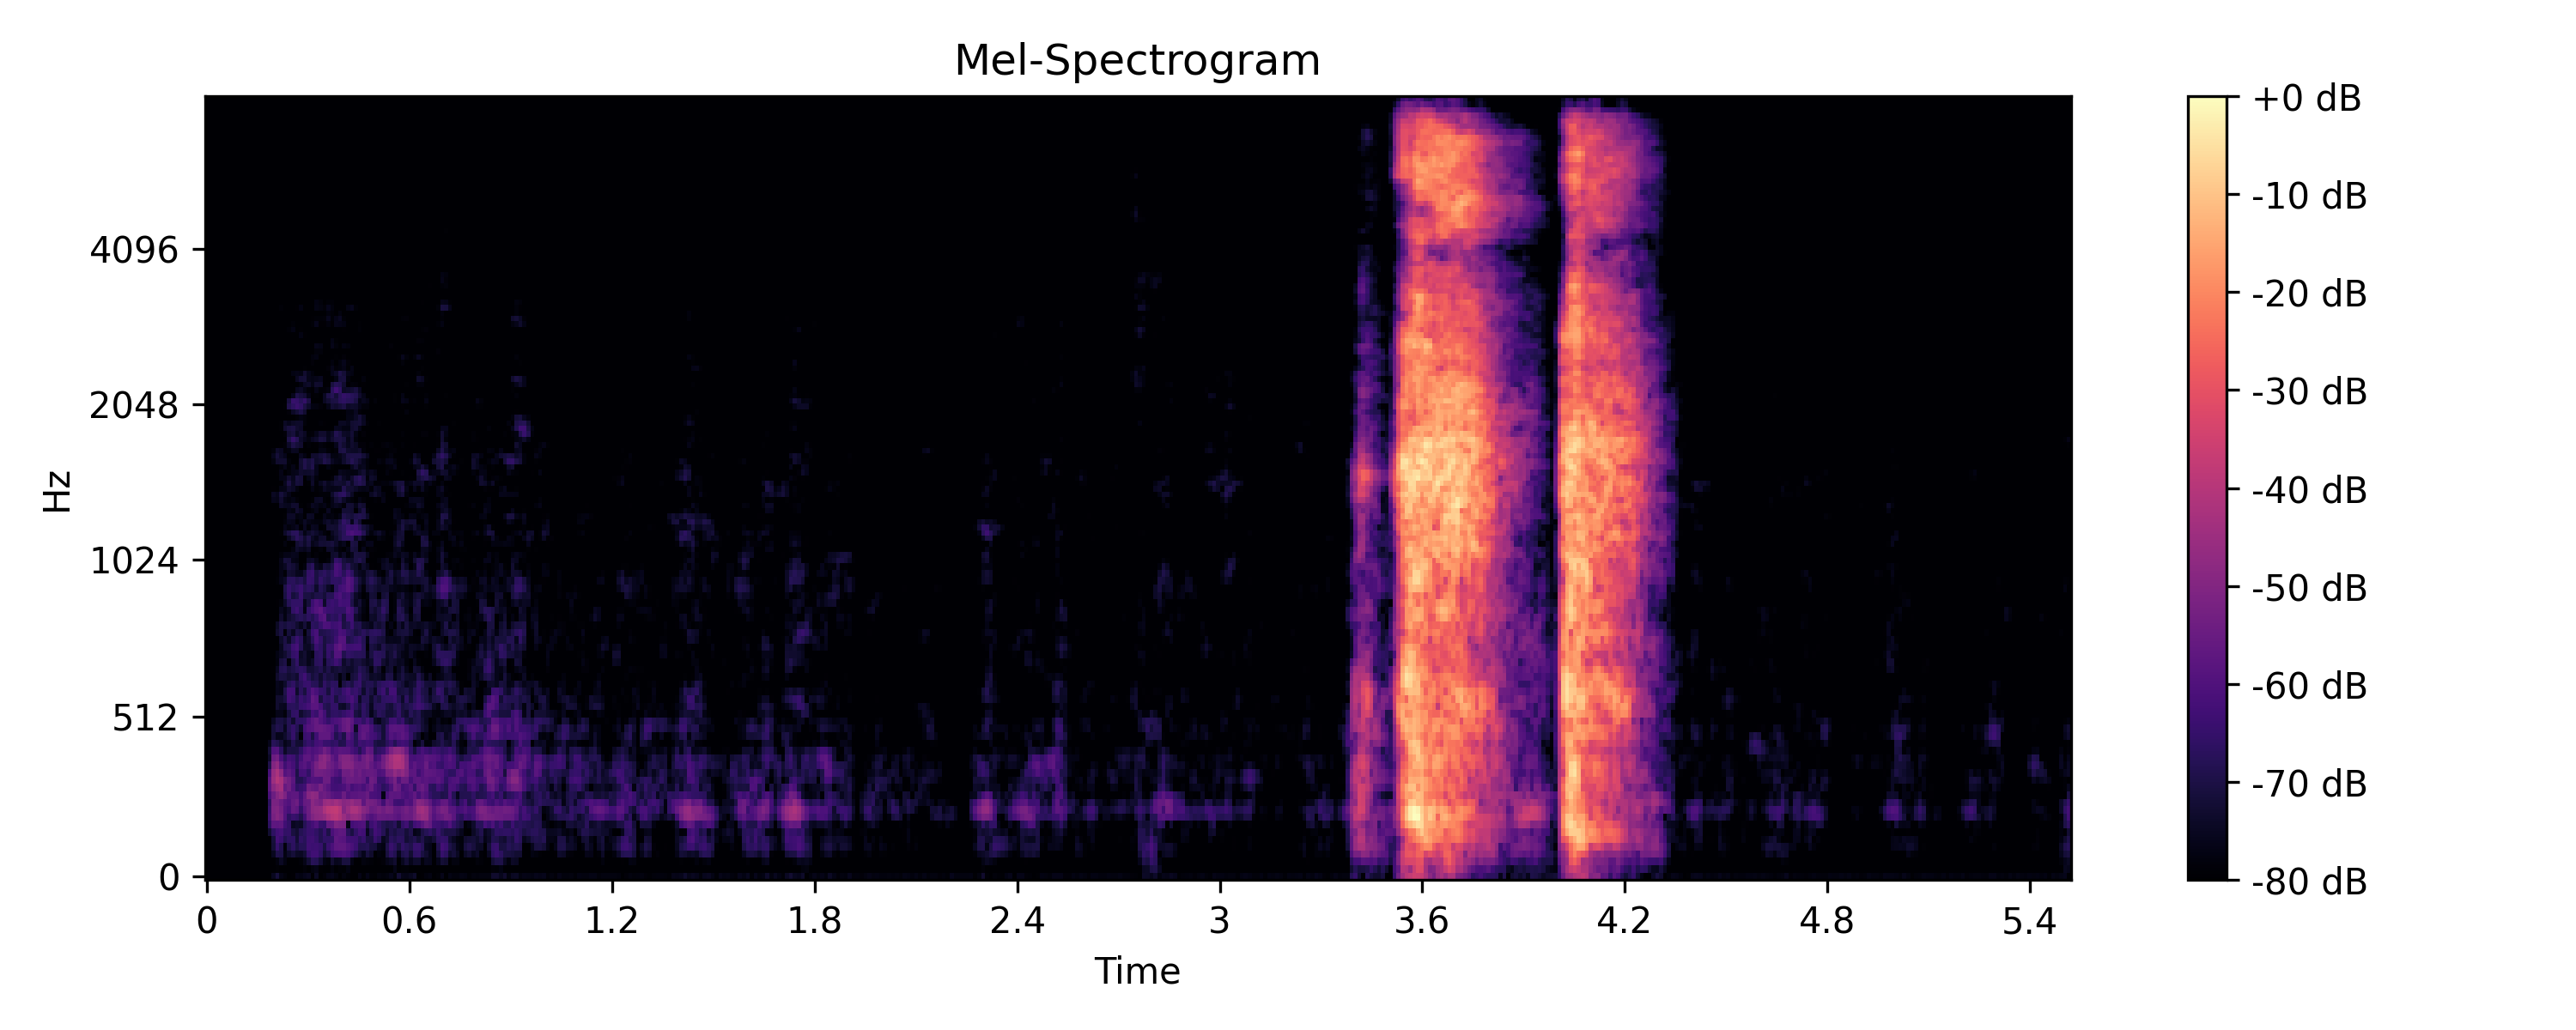 Mel-Spectrogram
+0 dB
-10 dB
4096
-20 dB
2048
-30 dB
Hz
-40 dB
1024
-50 dB
512
-60 dB
-70 dB
0
-80 dB
0 0.6 1.2 1.8 2.4 3 3.6 4.2 4.8 5.4
Time